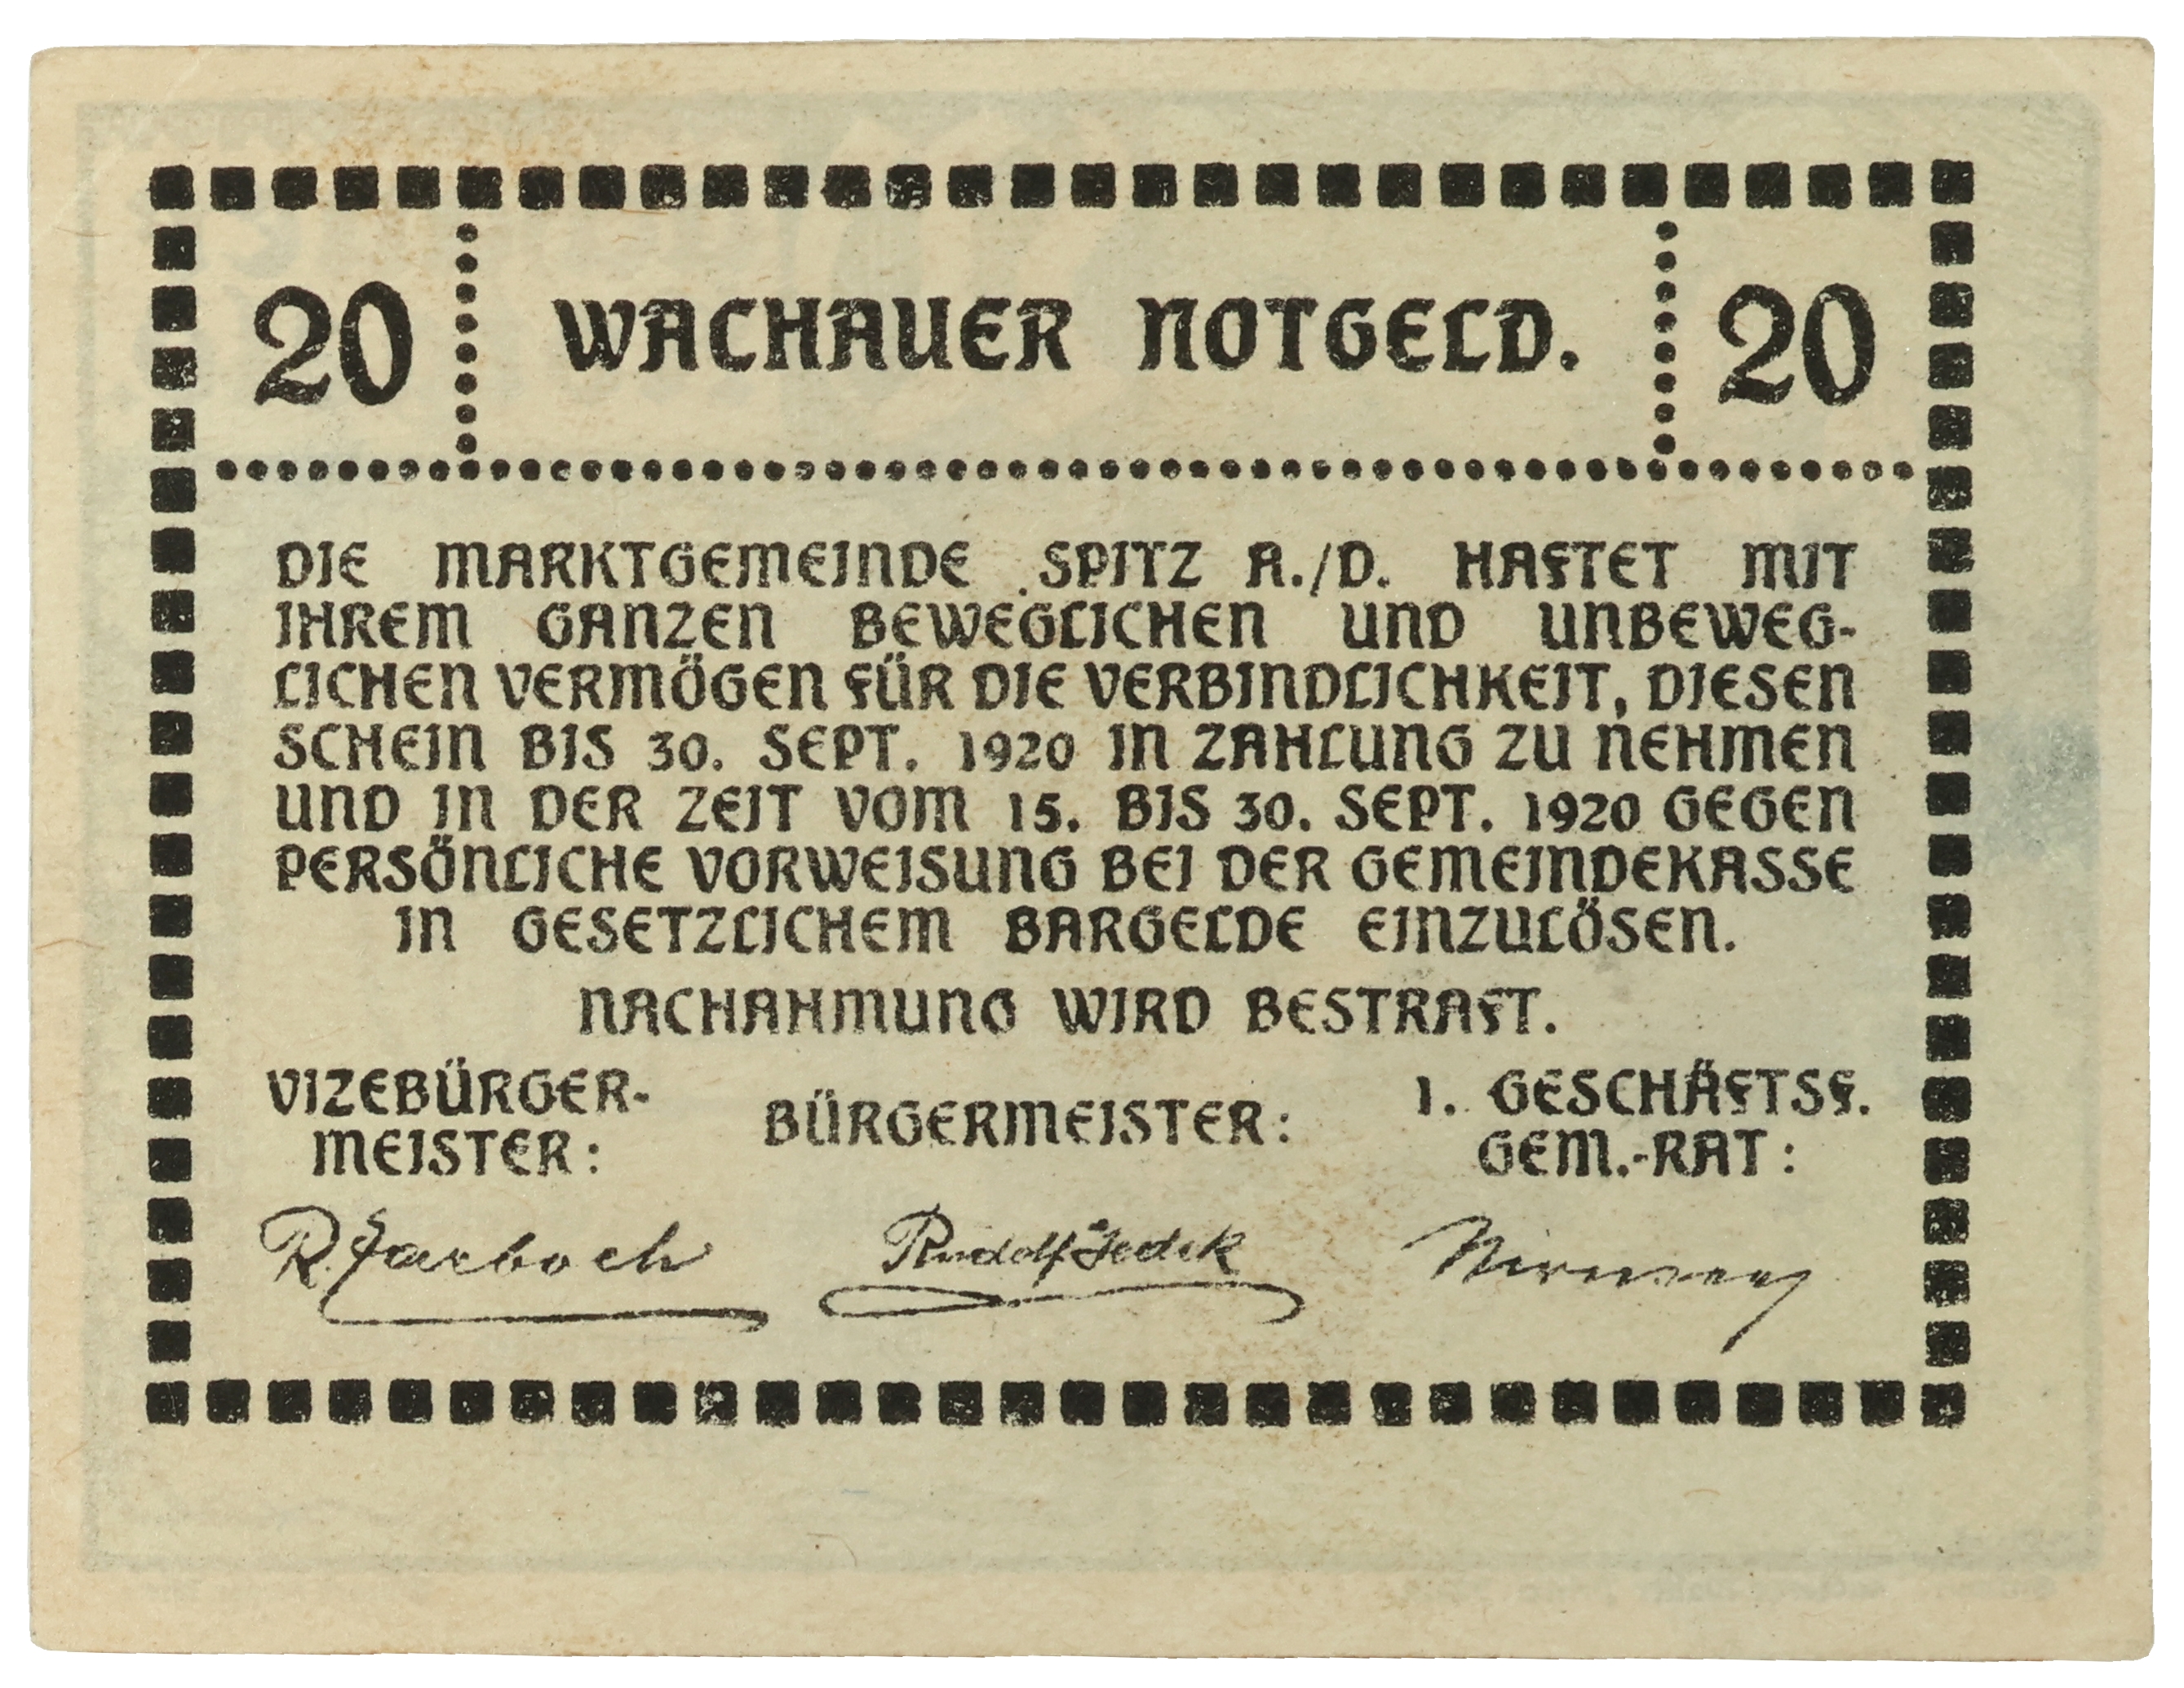 20 WACHAUER NOTGELD. 20
DIE MARKTGEMEINDE SPITZ A./D. HAFTET MIT
IHREM GANZEN BEWEGLICHEN UND UNBEWEG-
LICHEN VERMÖGEN FÜR DIE VERBINDLICHKEIT, DIESEN
SCHEIN BIS 30. SEPT. 1920 IN ZAHLUNG ZU NEHMEN
UND IN DER ZEIT VOM 15. BIS 30. SEPT. 1920 GEGEN
PERSÖNLICHE VORWEISUNG BEI DER GEMEINDEKASSE
IN GESETZLICHEM BARGELDE EINZULÖSEN.
NACHAHMUNG WIRD BESTRAFT.
VIZEBÜRGER-
MEISTER:
BÜRGERMEISTER:
1. GESCHÄFTSF.
GEM.-RAT:
R.
Rudolf